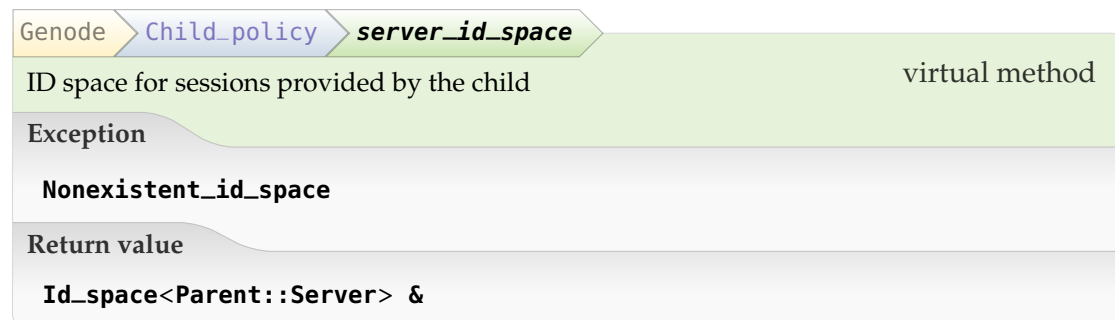 Genode Child_policy server_id_space
ID space for sessions provided by the child
virtual method
Exception
Nonexistent_id_space
Return value
Id_space<Parent::Server> &